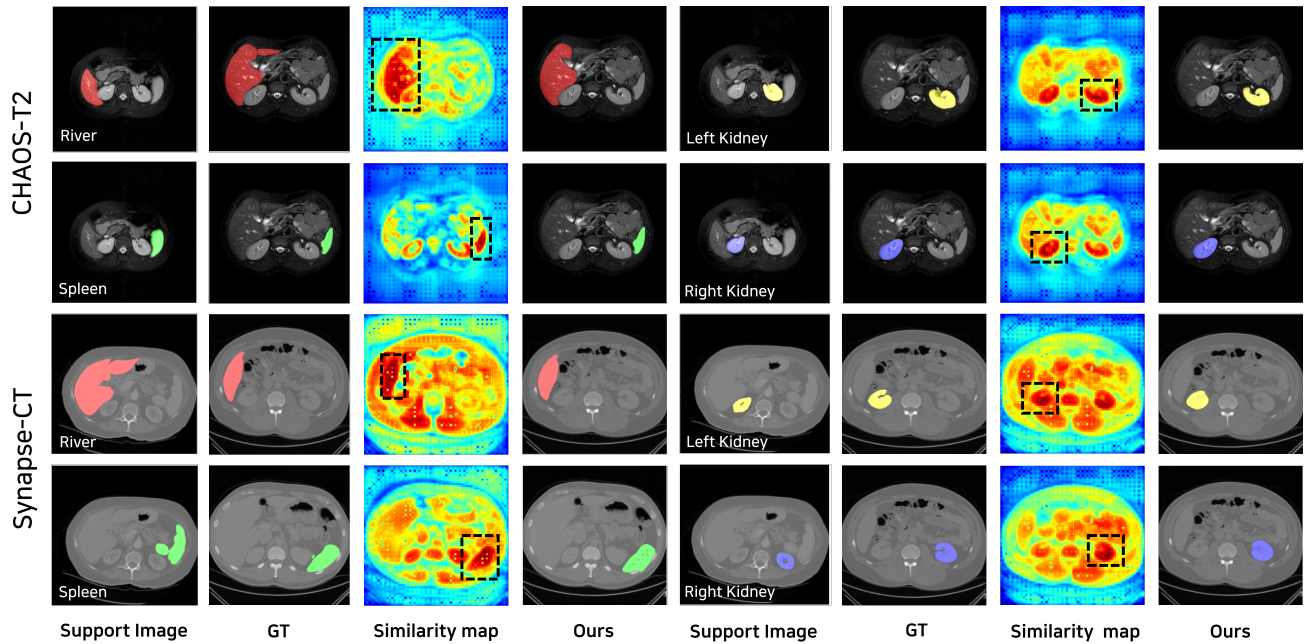 CHAOS-T2
River
Left Kidney
Spleen
Right Kidney
Synapse-CT
River
Left Kidney
Spleen
Right Kidney
Support Image GT Similarity map Ours Support Image GT Similarity map Ours